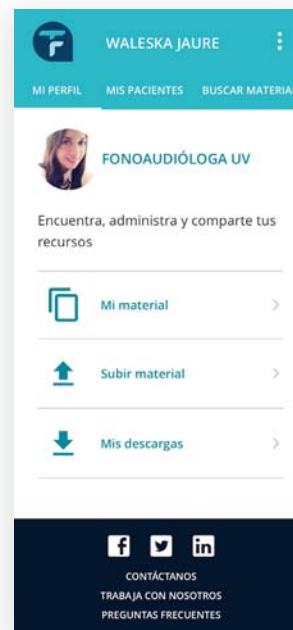 WALESKA JAURE
MI PERFIL MIS PACIENTES BUSCAR MATERIA
FONOAUDIÓLOGA UV
Encuentra, administra y comparte tus
recursos
Mi material
Subir material
Mis descargas
CONTÁCTANOS
TRABAJA CON NOSOTROS
PREGUNTAS FRECUENTES